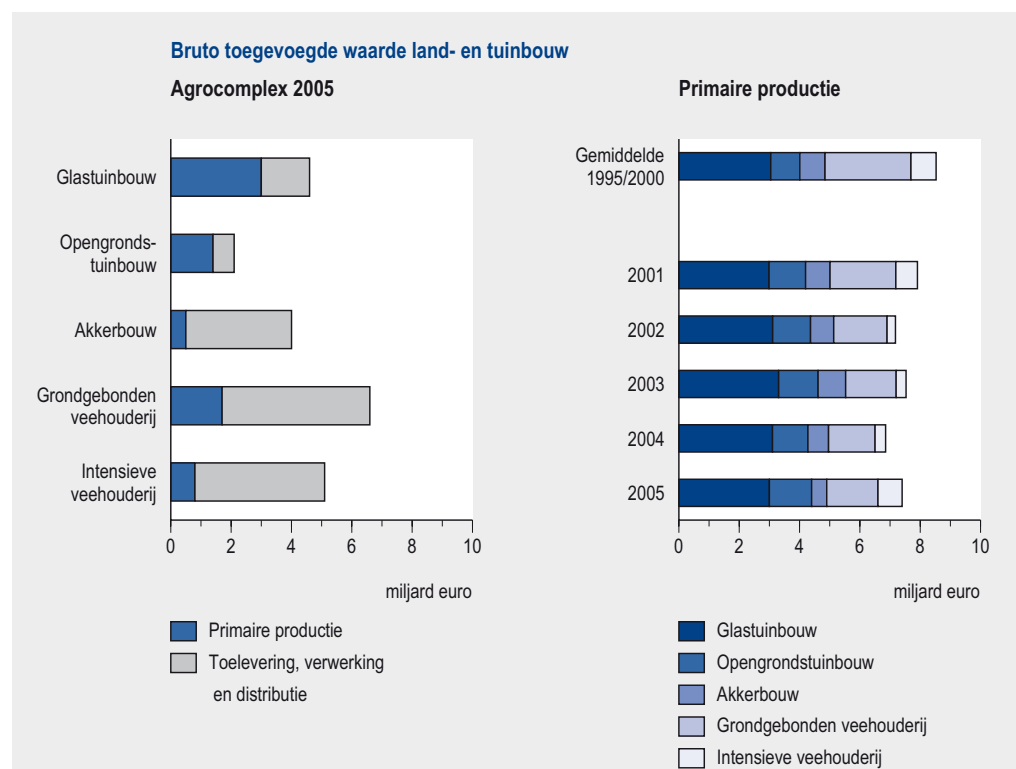 Bruto toegevoegde waarde land- en tuinbouw
Agrocomplex 2005
Glastuinbouw
Opengronds-
tuinbouw
Akkerbouw
Grondgebonden
veehouderij
Intensieve
veehouderij
0 2 4 6 8 10
miljard euro
Primaire productie
Toelevering, verwerking
en distributie
Primaire productie
Gemiddelde
1995/2000
2001
2002
2003
2004
2005
0 2 4 6 8 10
miljard euro
Glastuinbouw
Opengrondstuinbouw
Akkerbouw
Grondgebonden veehouderij
Intensieve veehouderij